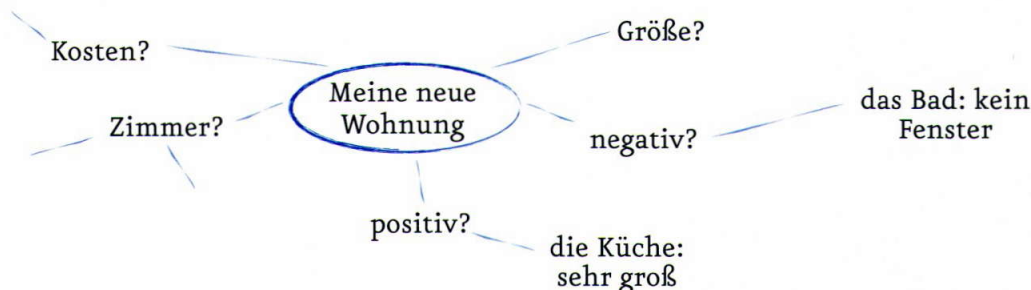 Kosten?
Größe?
Meine neue
Wohnung
Zimmer?
negativ?
das Bad: kein
Fenster
positiv?
die Küche:
sehr groß